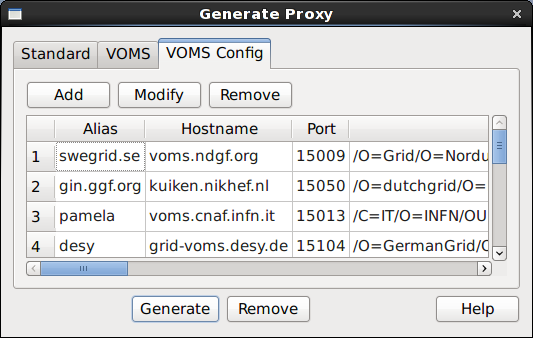 Generate Proxy
Standard VOMS VOMS Config
Add Modify Remove
Alias Hostname Port
1 swegrid.se voms.ndgf.org 15009 /O=Grid/O=Nordu
2 gin.ggf.org kuiken.nikhef.nl 15050 /O=dutchgrid/O=
3 pamela voms.cnaf.infn.it 15013 /C=IT/O=INFN/OU
4 desy grid-voms.desy.de 15104 /O=GermanGrid/
Generate Remove Help